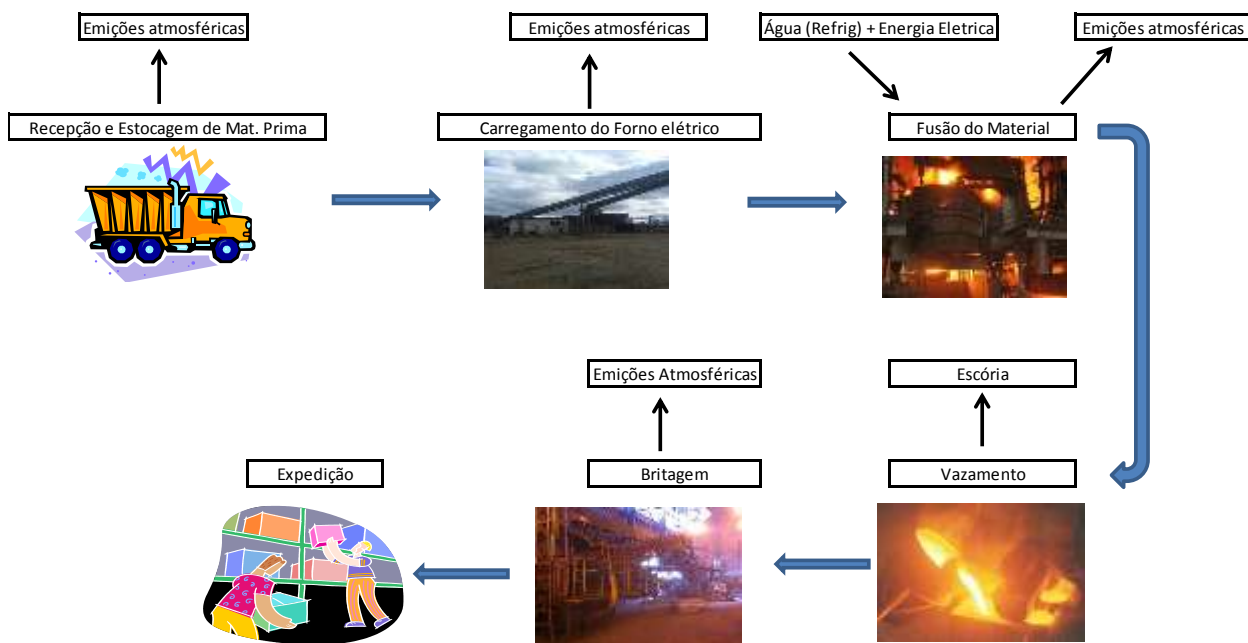 Emições atmosféricas
Emições atmosféricas
Água (Refrig) + Energia Eletrica
Emições atmosféricas
Recepção e Estocagem de Mat. Prima
Carregamento do Forno elétrico
Fusão do Material
Emições Atmosféricas
Escória
Expedição
Britagem
Vazamento